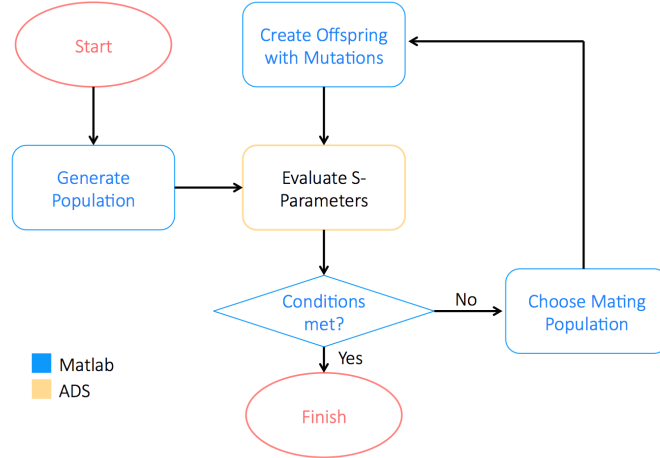 Start
Create Offspring
with Mutations
Generate
Population
Evaluate S-
Parameters
Conditions
met?
No
Choose Mating
Population
Yes
Matlab
ADS
Finish